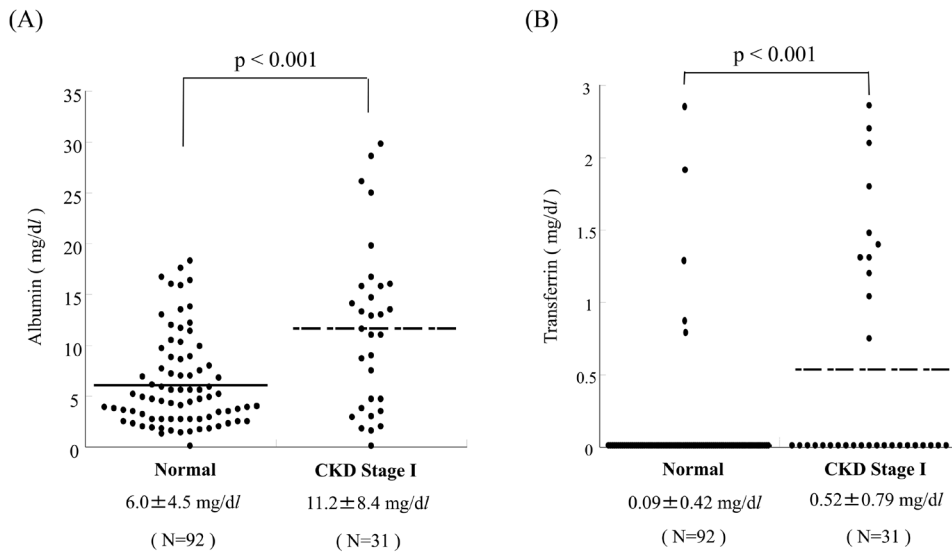 (A)
p < 0.001
Albumin ( mg/dl )
35
30
25
20
15
10
5
0
Normal
CKD Stage I
6.0±4.5 mg/dl
11.2±8.4 mg/dl
( N=92 )
( N=31 )
(B)
p < 0.001
Transferrin ( mg/dl )
3
2
1.5
1
0.5
0
Normal
CKD Stage I
0.09±0.42 mg/dl
0.52±0.79 mg/dl
( N=92 )
( N=31 )